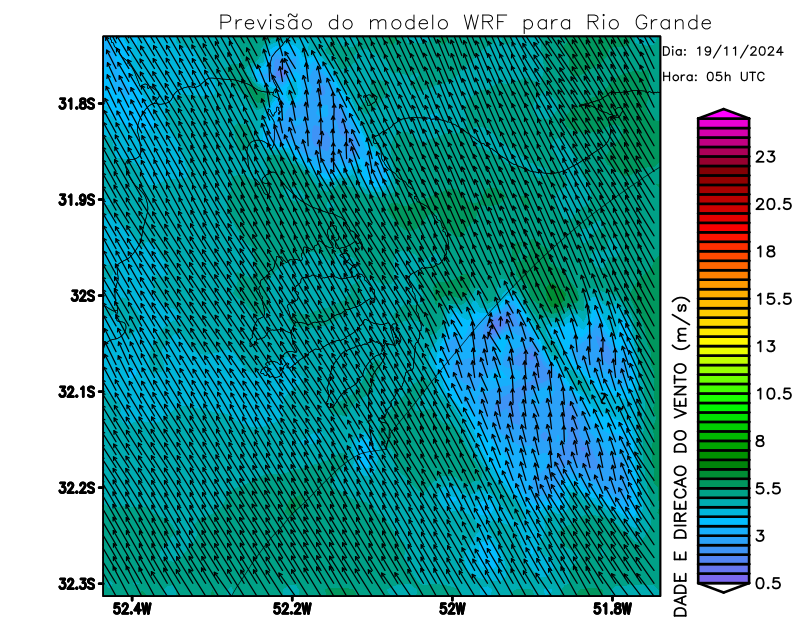 Previsão do modelo WRF para Rio Grande
Dia: 19/11/2024
Hora: 05h UTC
31.8S
31.9S
32S
32.1S
32.2S
32.3S
52.4W
52.2W
52W
51.8W
23
20.5
18
15.5
13
10.5
8
5.5
3
0.5
DADE E DIRECAO DO VENTO (m/s)